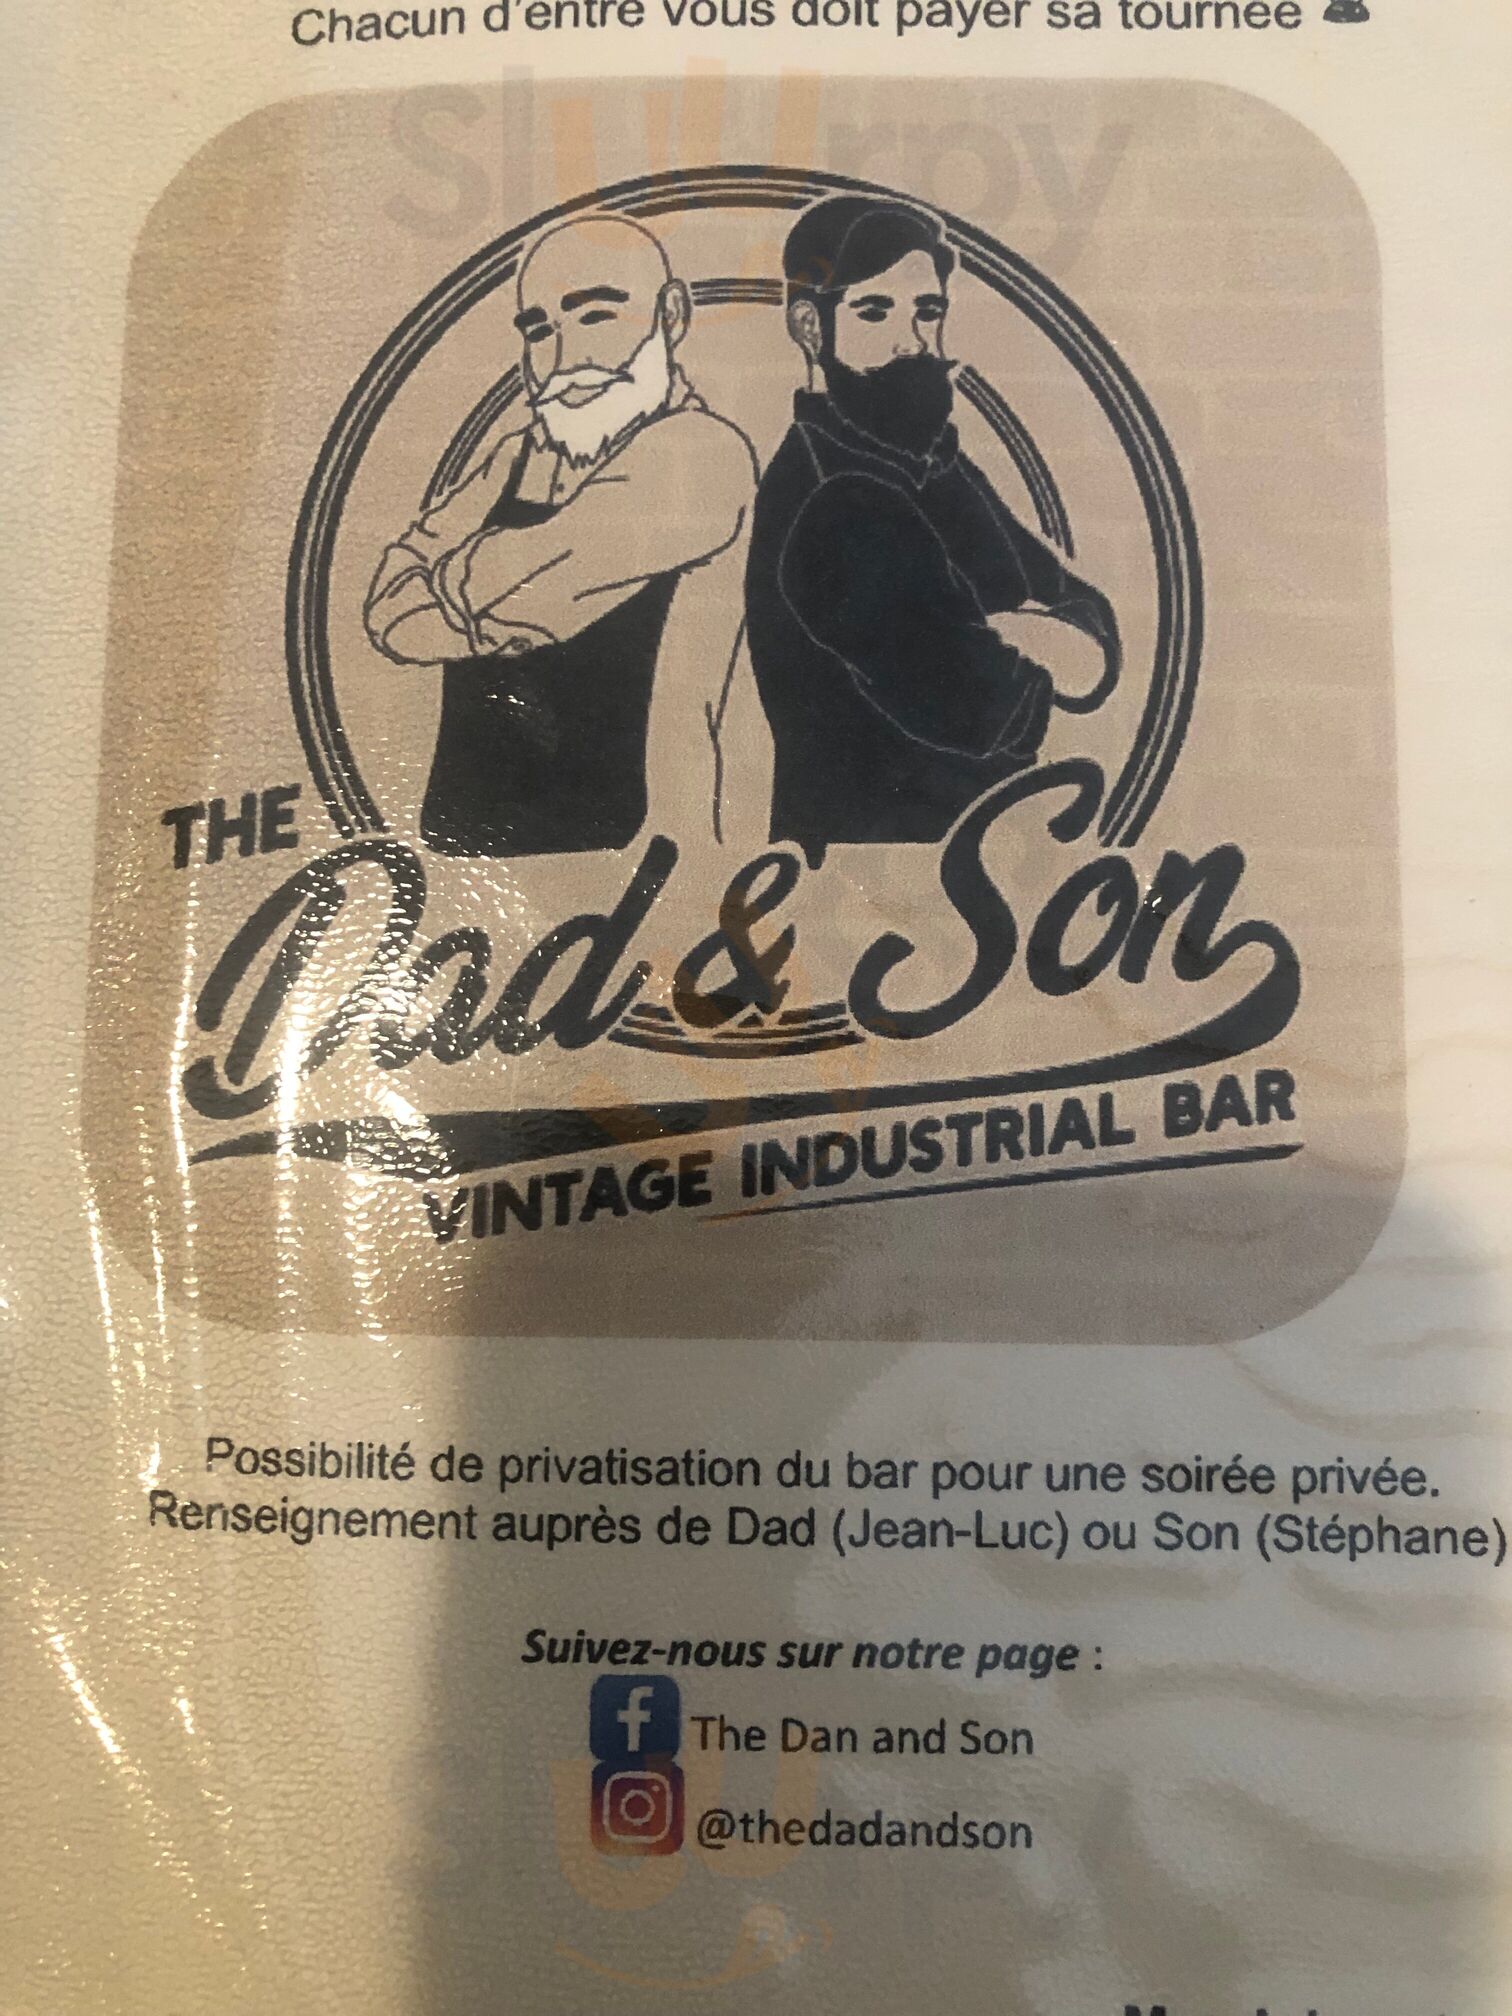 Chacun d'entre vous doit payer sa tournée
Slurpy
THE
Dad & Son
VINTAGE INDUSTRIAL BAR
Possibilité de privatisation du bar pour une soirée privée.
Renseignement auprès de Dad (Jean-Luc) ou Son (Stéphane)
Suivez-nous sur notre page :
The Dan and Son
@thedadandson